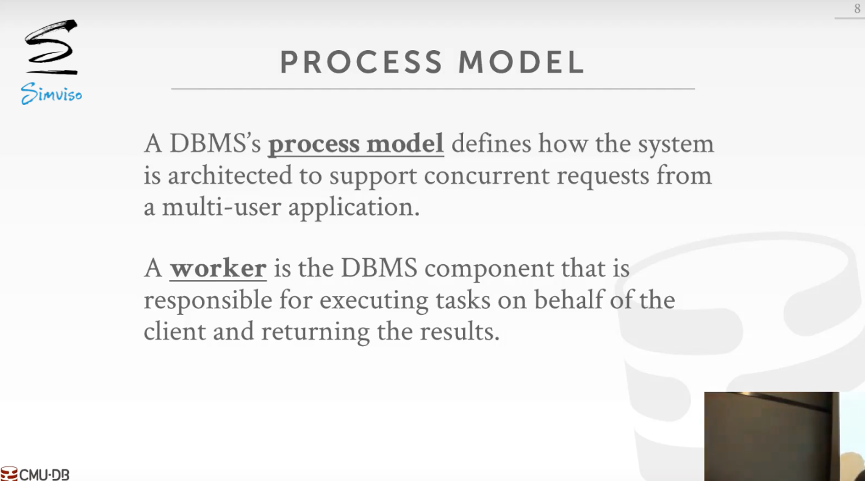 8
Simviso
PROCESS MODEL
A DBMS’s process model defines how the system
is architected to support concurrent requests from
a multi-user application.
A worker is the DBMS component that is
responsible for executing tasks on behalf of the
client and returning the results.
CMU·DB